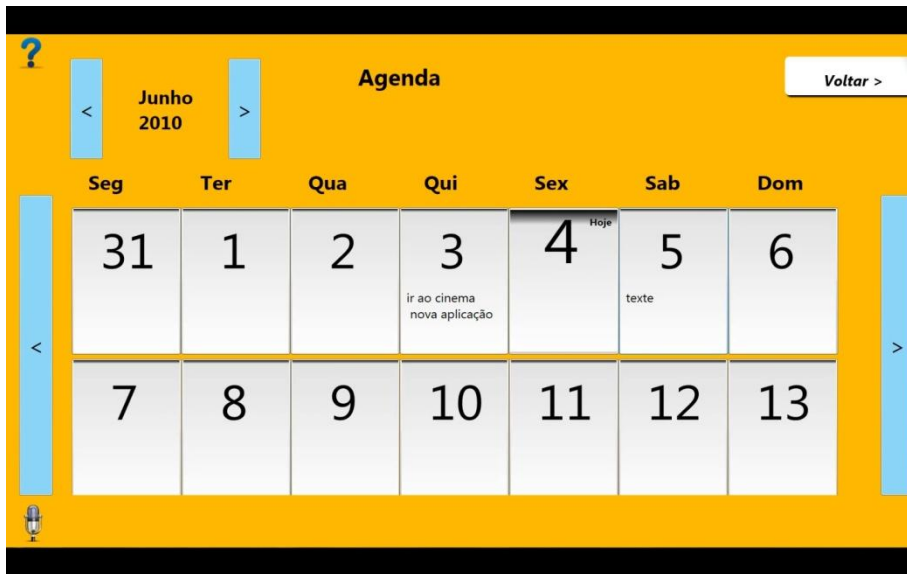 ?
Agenda
Voltar >
< Junho >
2010
Seg Ter Qua Qui Sex Sab Dom
31 1 2 3 4 Hoje 5 6
ir ao cinema texte
nova aplicação
< >
7 8 9 10 11 12 13